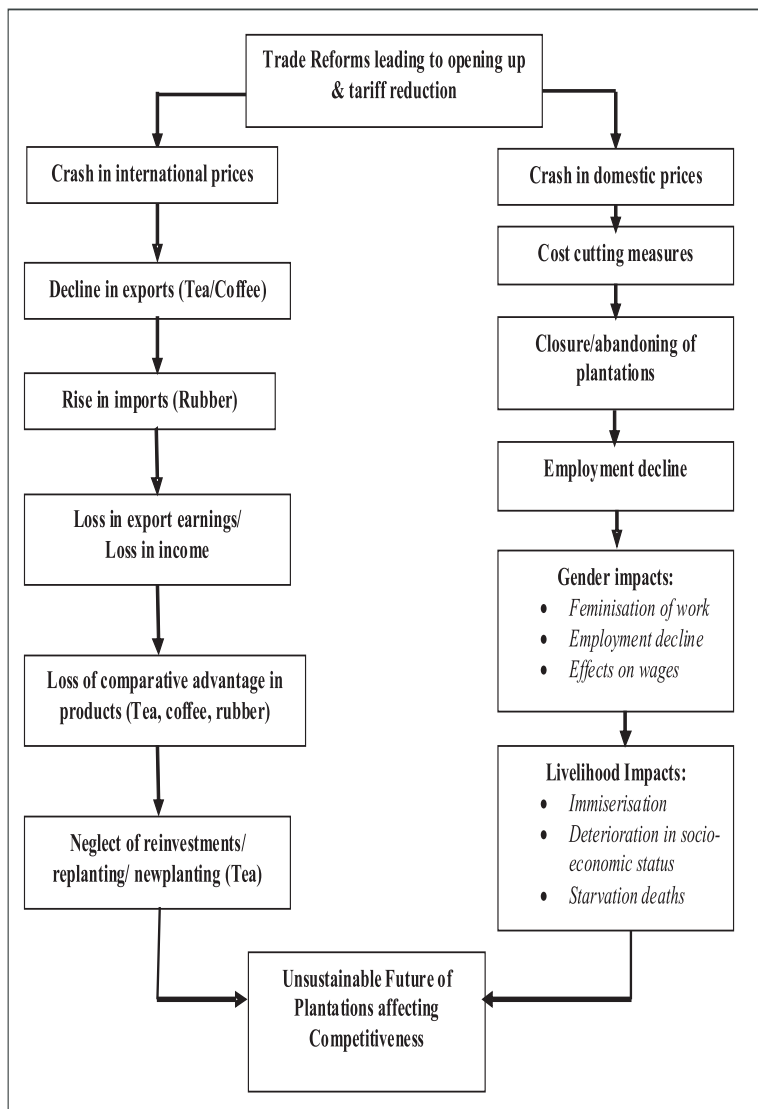 Trade Reforms leading to opening up
& tariff reduction
Crash in international prices
Decline in exports (Tea/Coffee)
Rise in imports (Rubber)
Loss in export earnings/
Loss in income
Loss of comparative advantage in
products (Tea, coffee, rubber)
Neglect of reinvestments/
replanting/ newplanting (Tea)
Crash in domestic prices
Cost cutting measures
Closure/abandoning of
plantations
Employment decline
Gender impacts:
• Feminisation of work
• Employment decline
• Effects on wages
Livelihood Impacts:
• Immiserisation
• Deterioration in socio-
economic status
• Starvation deaths
Unsustainable Future of
Plantations affecting
Competitiveness